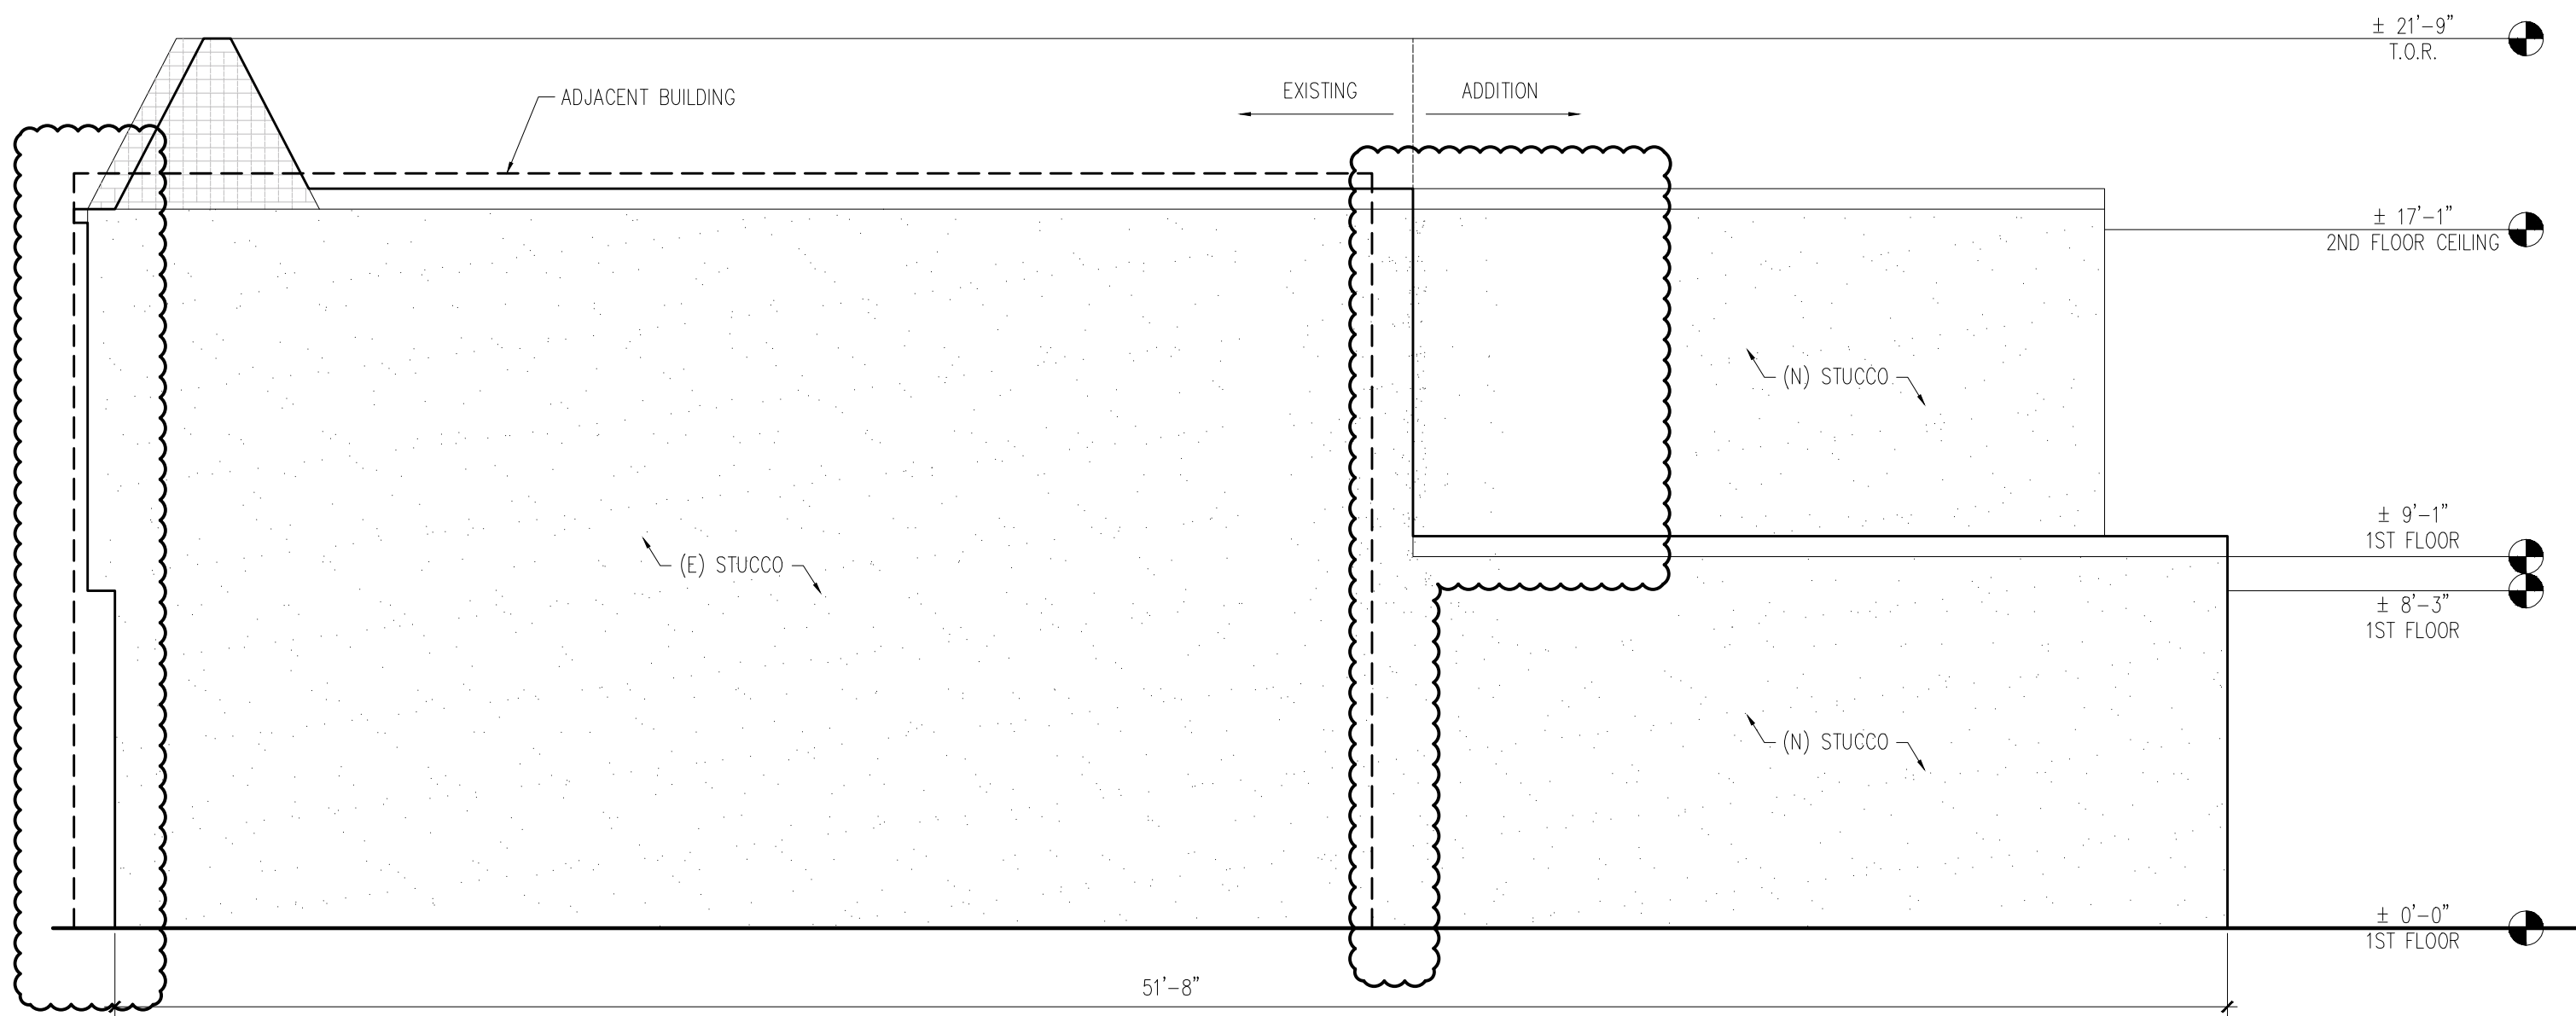 ± 21'-9"
T.O.R.
EXISTING
ADDITION
ADJACENT BUILDING
± 17'-1"
2ND FLOOR CEILING
(N) STUCCO
± 9'-1"
1ST FLOOR
(E) STUCCO
± 8'-3"
1ST FLOOR
(N) STUCCO
± 0'-0"
1ST FLOOR
51'-8"